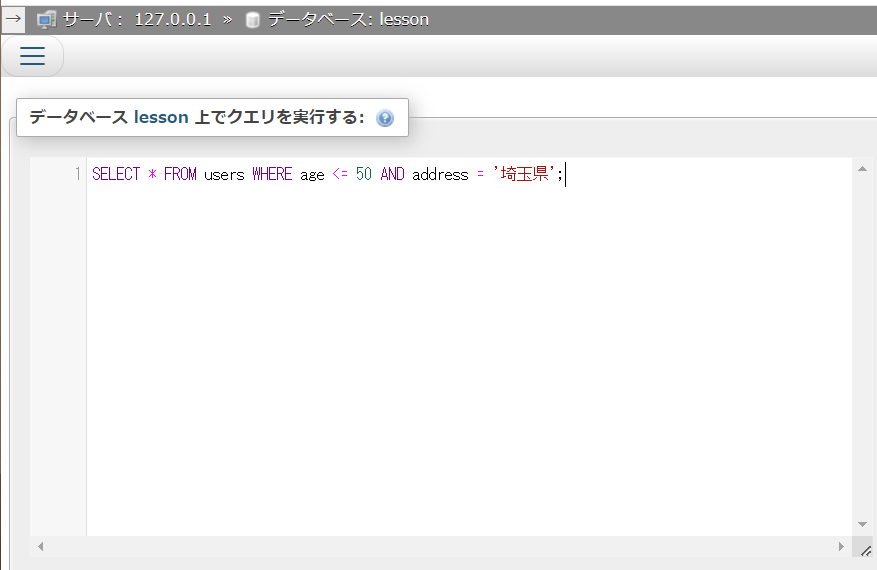 → サーバ: 127.0.0.1 » データベース: lesson
データベース lesson 上でクエリを実行する:
1 SELECT * FROM users WHERE age <= 50 AND address = '埼玉県';